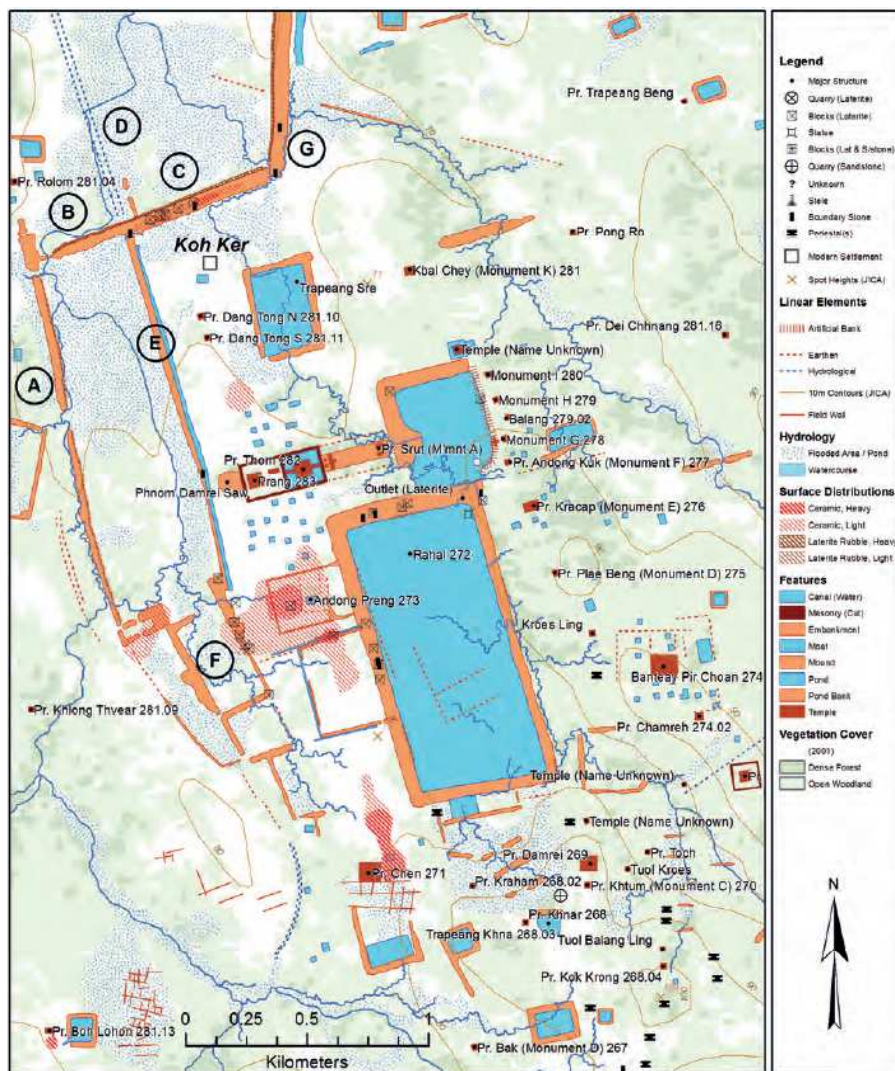 Pr. Trapeang Beng
D
G
C
Pr. Rolom 281.04
B
Koh Ker
Pr. Pong Ro
Kbal Chey (Monument K) 281
Trapeang Sre
Pr. Dang Tong N 281.10
Pr. Dang Tong S 281.11
Pr. Dei Chhnang 281.16
E
Temple (Name Unknown)
A
Monument I 280
Monument H 279
Balang 279.02
Monument G 278
Pr. Srut (M'mnt A)
Pr. Thom 282
Pr. Andong Kuk (Monument F) 277
Prang 283
Phnom Damrei Saw
Outlet (Laterite)
Pr. Kracap (Monument E) 276
Rahal 272
Pr. Plae Beng (Monument D) 275
Andong Preng 273
Kroes Ling
F
Banteay Pir Choan 274
Pr. Khlong Thvear 281.09
Pr. Chamreh 274.02
Temple (Name Unknown)
Pr.
Temple (Name Unknown)
Pr. Damrei 269
Pr. Toch
Tuol Kroes
Pr. Chen 271
Pr. Kraham 268.02
Pr. Khtum (Monument C) 270
Pr. Khnar 268
Trapeang Khna 268.03
Tuol Balang Ling
Pr. Kok Krong 268.04
Pr. Boh Lohon 281.13
0 0.25 0.5 1
Kilometers
Pr. Bak (Monument D) 267
Legend
Major Structure
Quarry (Laterite)
Blocks (Laterite)
Statue
Blocks (Lat & S/stone)
Quarry (Sandstone)
? Unknown
Stele
Boundary Stone
Pedestal(s)
Modern Settlement
Spot Heights (JICA)
Linear Elements
Artificial Bank
Earthen
Hydrological
10m Contours (JICA)
Field Wall
Hydrology
Flooded Area / Pond
Watercourse
Surface Distributions
Ceramic, Heavy
Ceramic, Light
Laterite Rubble, Heavy
Laterite Rubble, Light
Features
Canal (Water)
Masonry (Cat)
Embankment
Moat
Mound
Pond
Pond Bank
Temple
Vegetation Cover
(2001)
Dense Forest
Open Woodland
N